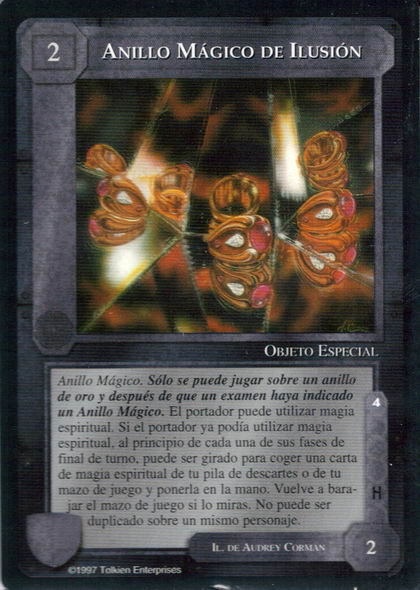 2
ANILLO MÁGICO DE ILUSIÓN
OBJETO ESPECIAL
Anillo Mágico. Sólo se puede jugar sobre un anillo
de oro y después de que un examen haya indicado
un Anillo Mágico. El portador puede utilizar magia
espiritual. Si el portador ya podía utilizar magia
espiritual, al principio de cada una de sus fases de
final de turno, puede ser girado para coger una carta
de magia espiritual de tu pila de descartes o de tu
mazo de juego y ponerla en la mano. Vuelve a bara-
jar el mazo de juego si lo miras. No puede ser
duplicado sobre un mismo personaje.
4
H
IL. DE AUDREY CORMAN
2
©1997 Tolkien Enterprises